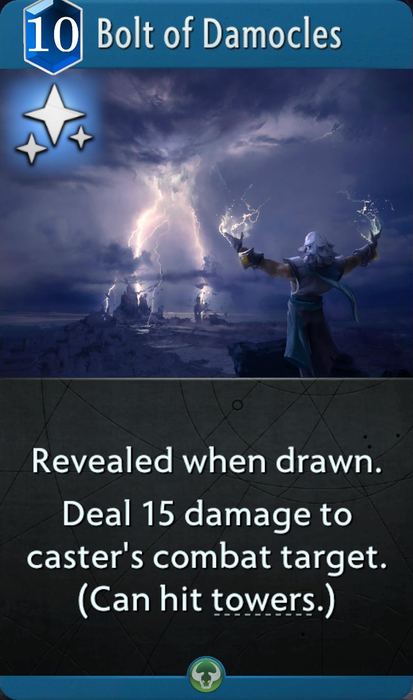 10 Bolt of Damocles
Revealed when drawn.
Deal 15 damage to
caster's combat target.
(Can hit towers.)